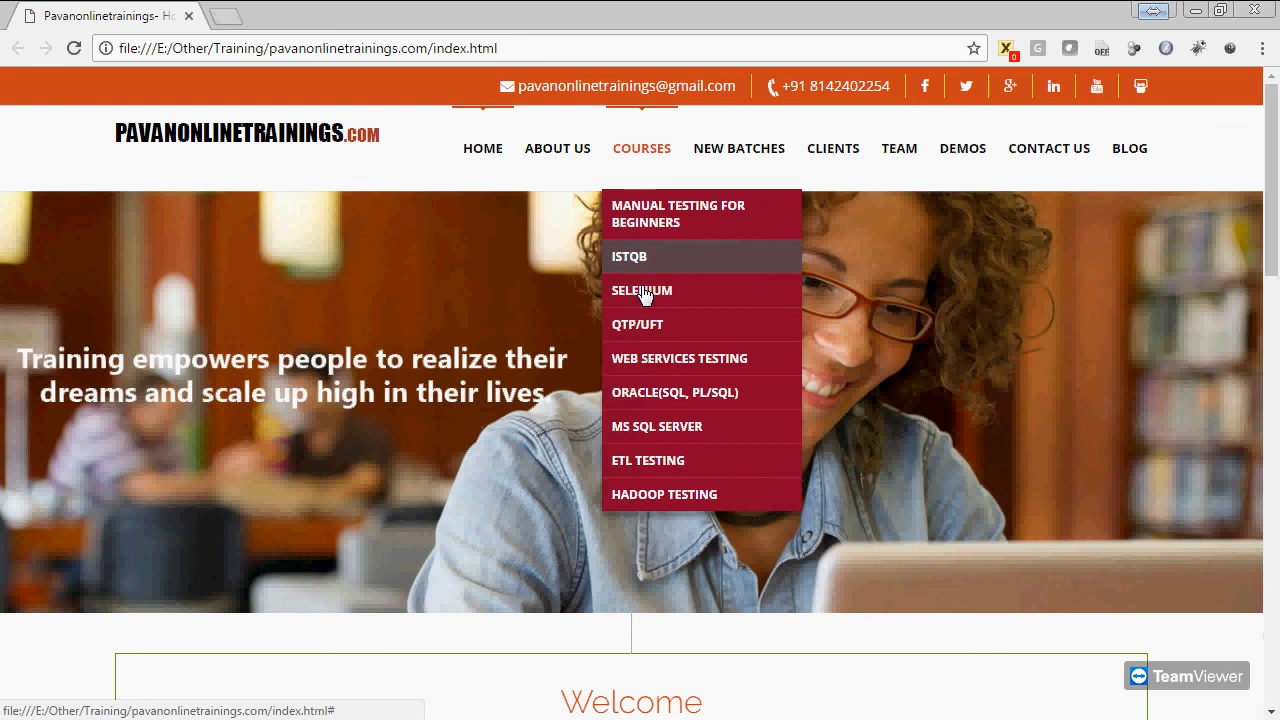 Pavanonlinetrainings- Ho
file:///E:/Other/Training/pavanonlinetrainings.com/index.html
X
0
G
OFF
pavanonlinetrainings@gmail.com
+91 8142402254
PAVANONLINETRAININGS.COM
HOME ABOUT US COURSES NEW BATCHES CLIENTS TEAM DEMOS CONTACT US BLOG
MANUAL TESTING FOR
BEGINNERS
ISTQB
SELENIUM
QTP/UFT
WEB SERVICES TESTING
ORACLE(SQL, PL/SQL)
MS SQL SERVER
ETL TESTING
HADOOP TESTING
Training empowers people to realize their
dreams and scale up high in their lives.
Welcome
TeamViewer
file:///E:/Other/Training/pavanonlinetrainings.com/index.html#